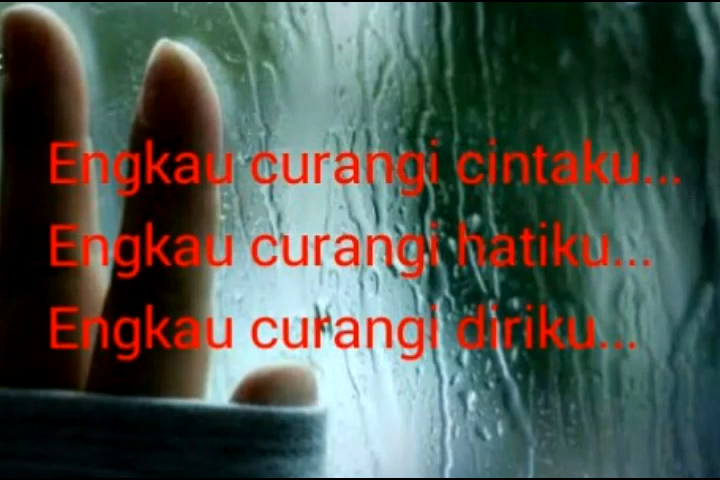 Engkau curangi cintaku...
Engkau curangi hatiku...
Engkau curangi diriku...